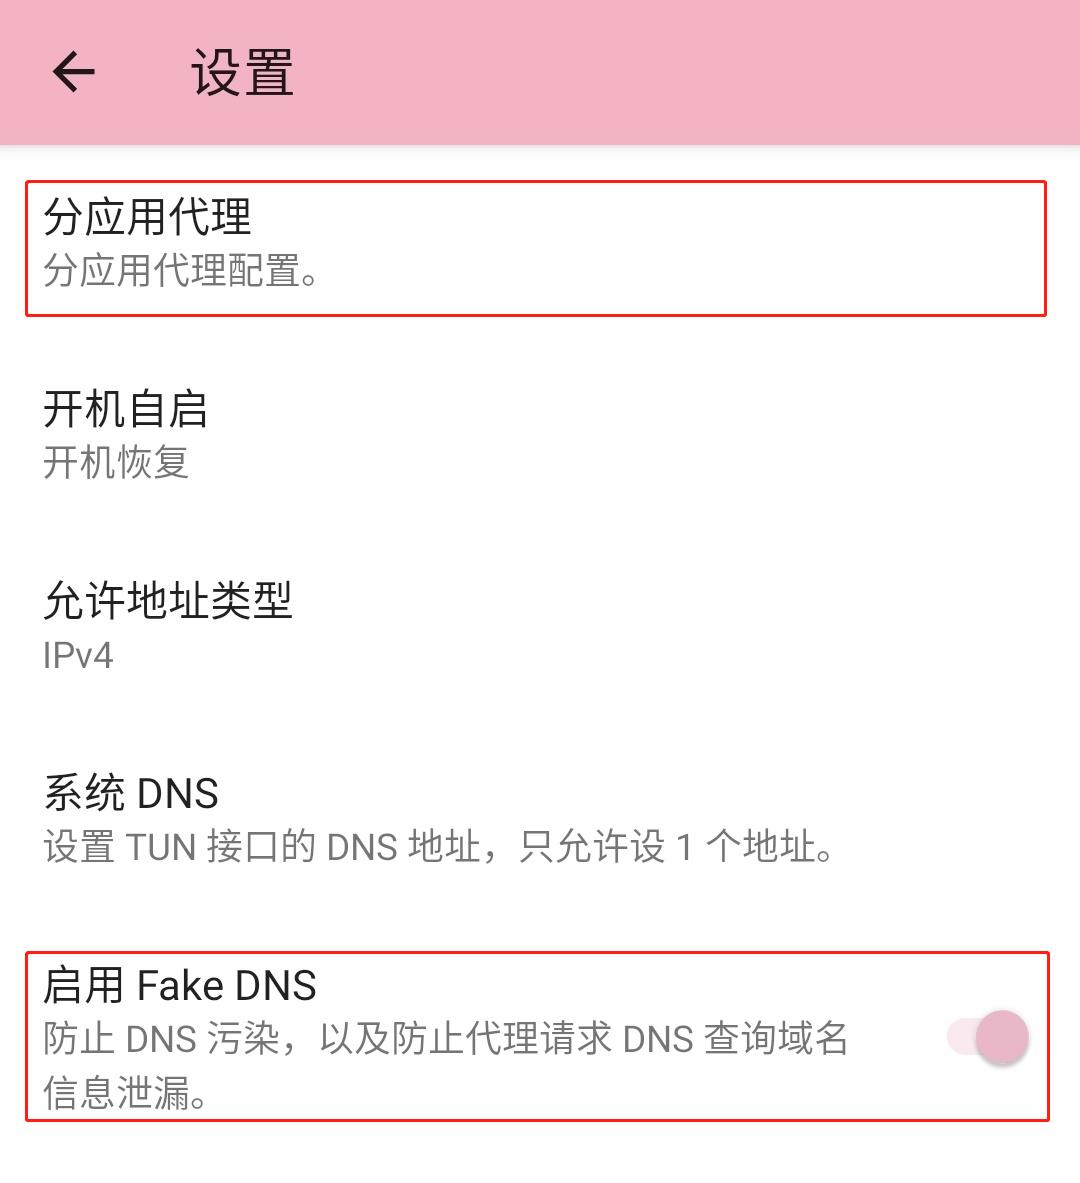 设置
分应用代理
分应用代理配置。
开机自启
开机恢复
允许地址类型
IPv4
系统 DNS
设置 TUN 接口的 DNS 地址，只允许设 1 个地址。
启用 Fake DNS
防止 DNS 污染，以及防止代理请求 DNS 查询域名
信息泄漏。